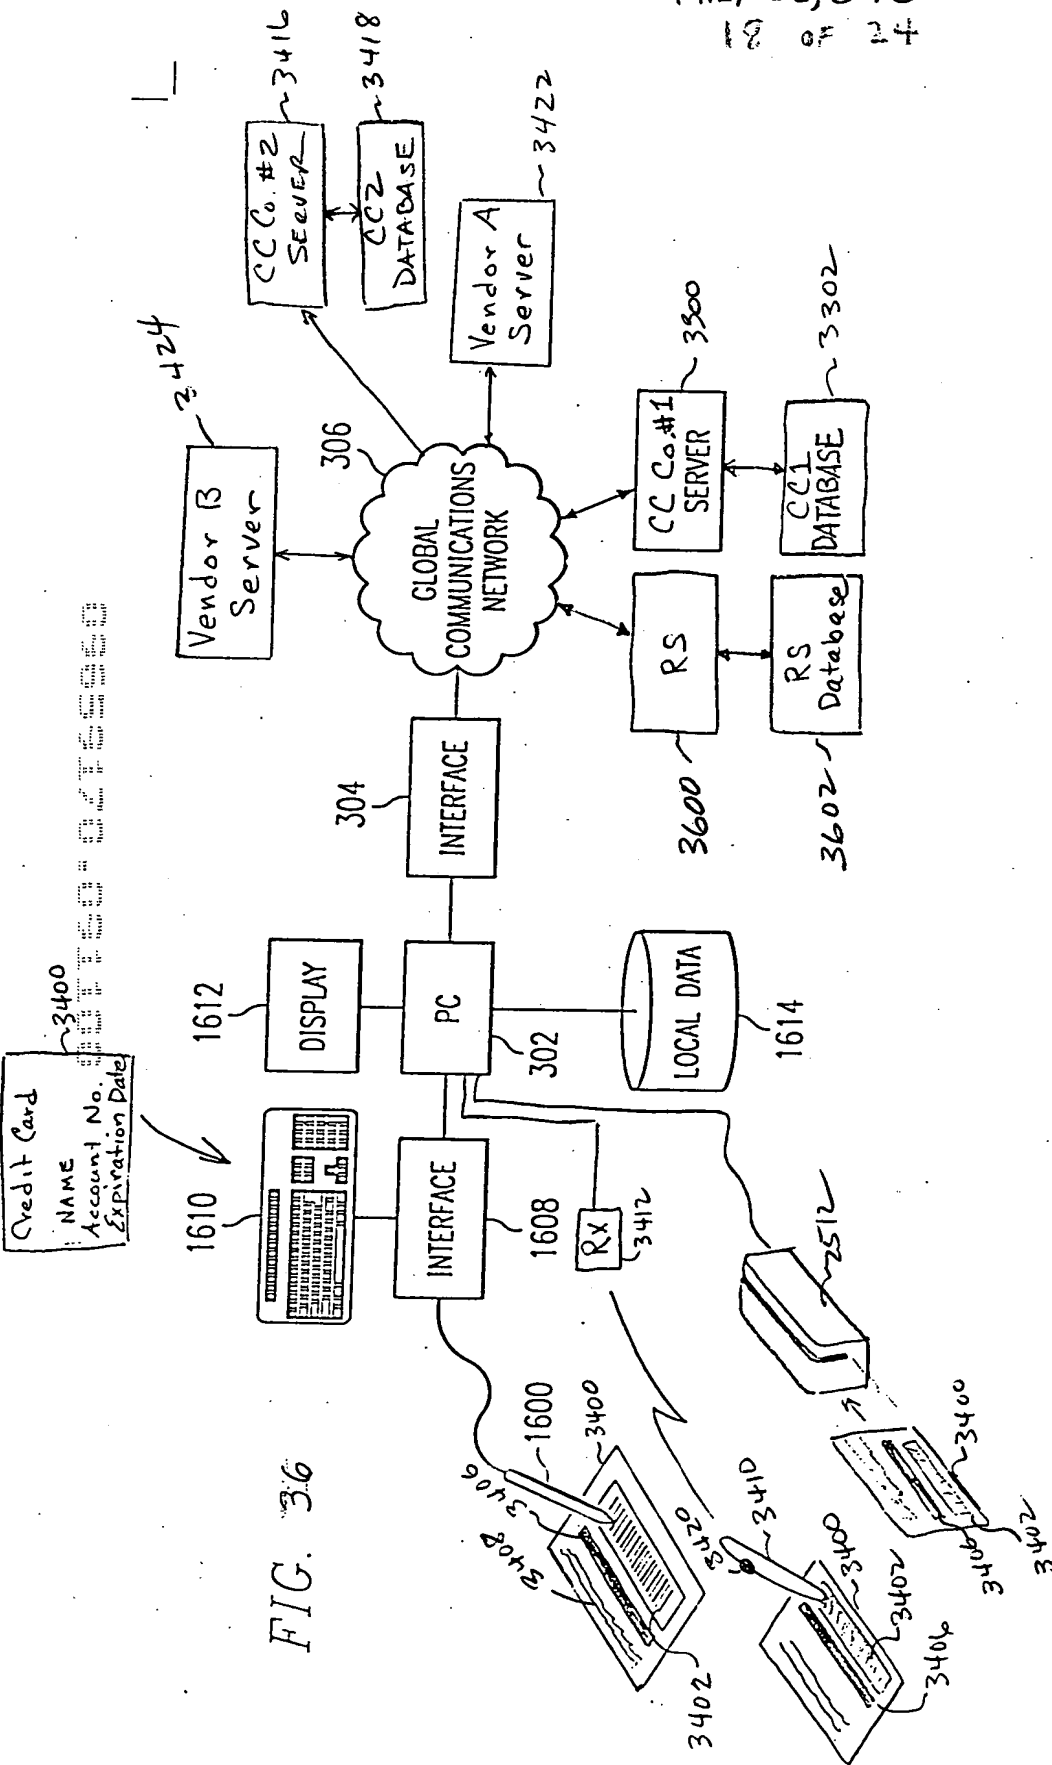 18 OF 24
FIG. 36
Credit Card
NAME
Account No.
Expiration Date
3400
1610
1612
DISPLAY
INTERFACE
1608
PC
302
INTERFACE
304
LOCAL DATA
1614
Rx
3412
GLOBAL
COMMUNICATIONS
NETWORK
306
Vendor B
Server
3424
CC Co. #2
SERVER
3416
CC2
DATABASE
3418
Vendor A
Server
3422
CC Co. #1
SERVER
3300
CC1
DATABASE
3302
RS
3600
RS
Database
3602
1600
3400
3406
3408
3402
3420
3410
3400
3402
3406
2512
3400
3406
3402